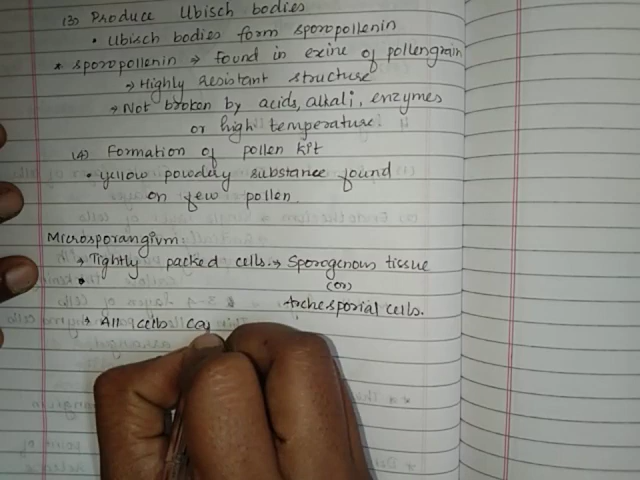 (3) Produce Ubisch bodies
• Ubisch bodies form sporopollenin
* sporopollenin → found in exine of pollengrain
→ Highly resistant structure
→ Not broken by acids, alkali, enzymes
or high temperature.
(4) Formation of pollen kit
• yellow powdery substance found
on few pollen.
Microsporangium:
→ Tightly packed cells. → Sporogenous tissue
(or)
Archesporial cells.
→ All cells ca